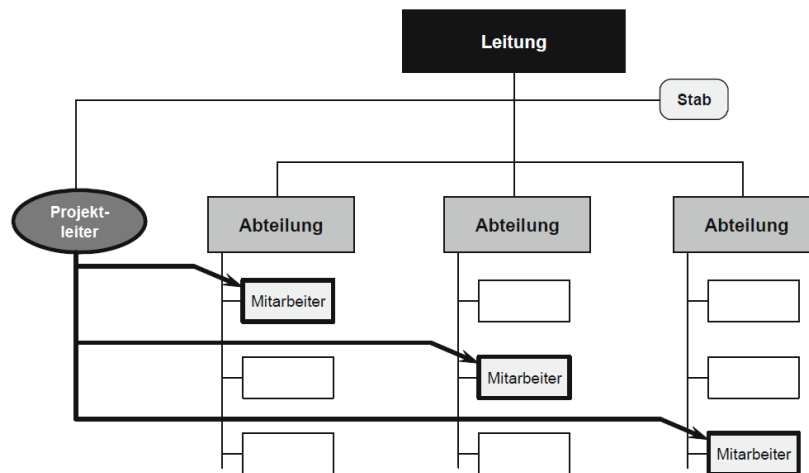 Leitung
Stab
Projekt-
leiter
Abteilung
Abteilung
Abteilung
Mitarbeiter
Mitarbeiter
Mitarbeiter